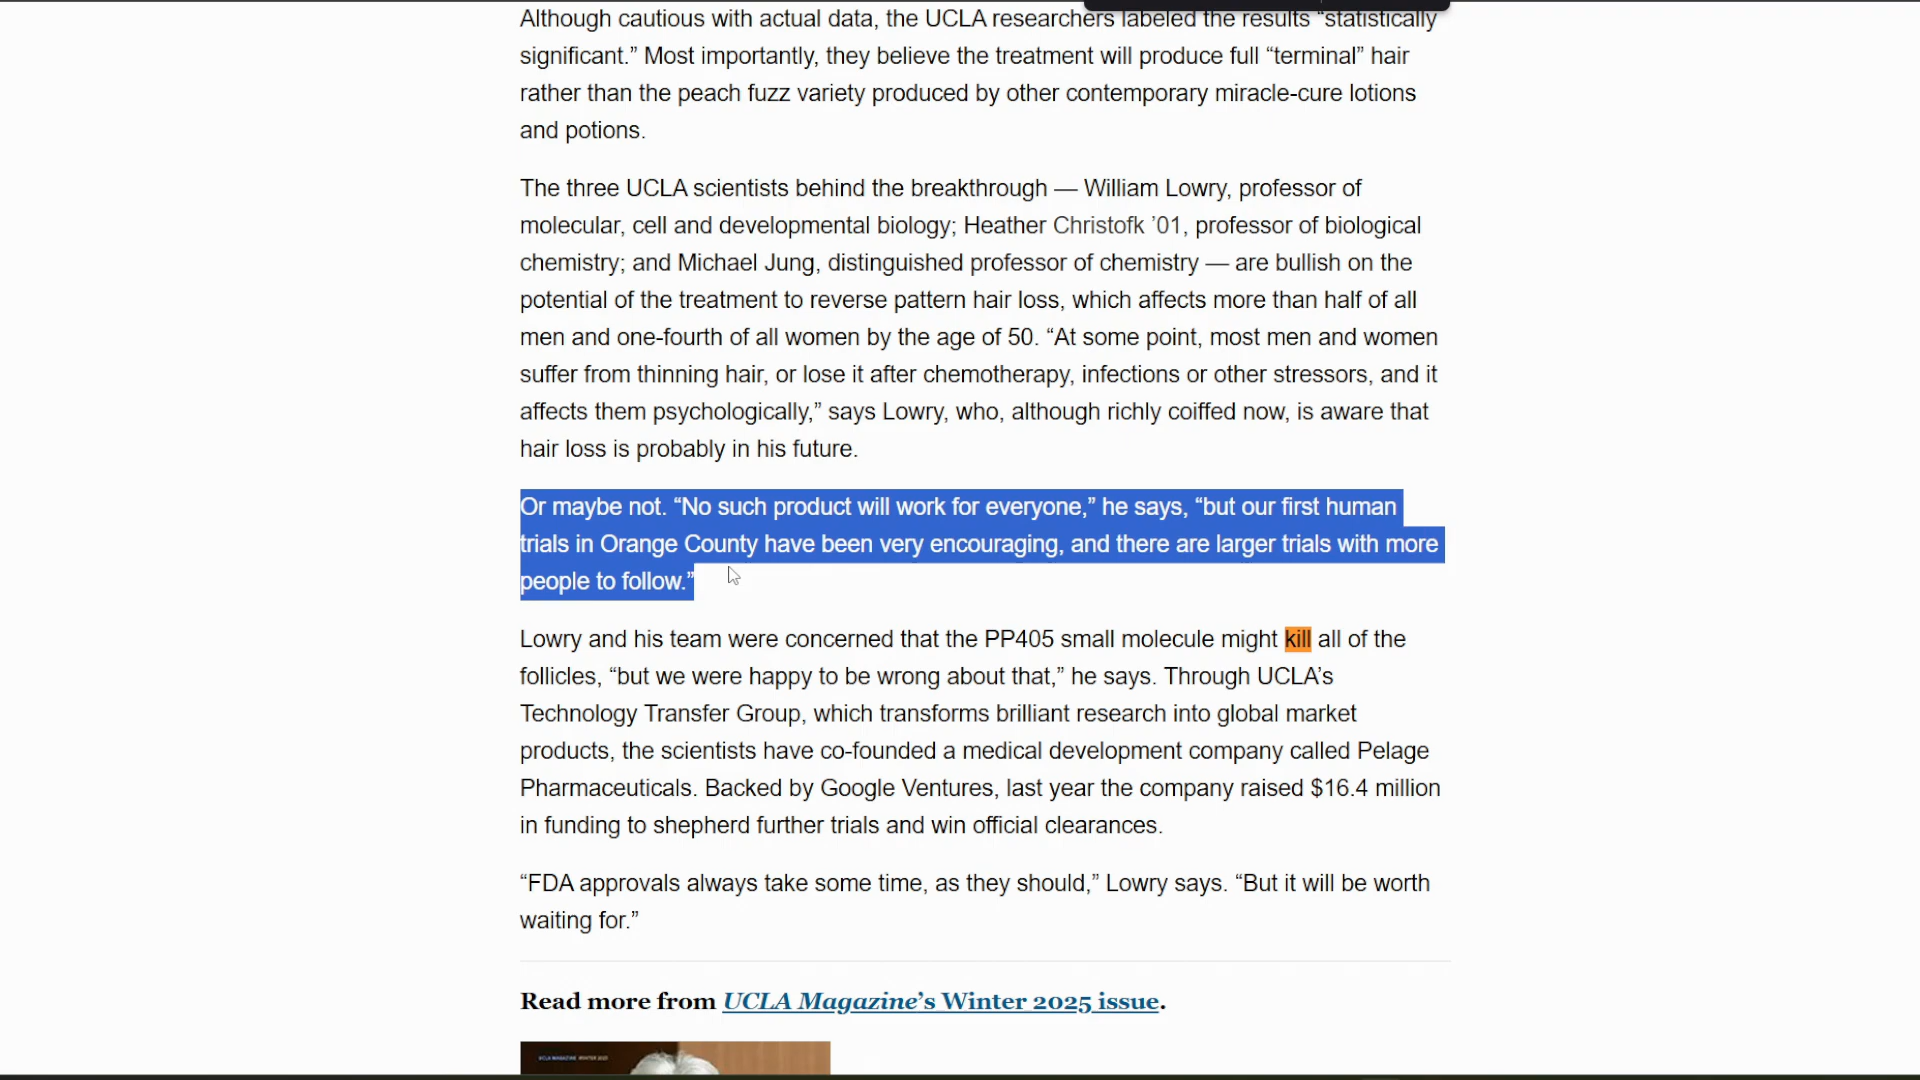 Although cautious with actual data, the UCLA researchers labeled the results “statistically
significant.” Most importantly, they believe the treatment will produce full “terminal” hair
rather than the peach fuzz variety produced by other contemporary miracle-cure lotions
and potions.
The three UCLA scientists behind the breakthrough — William Lowry, professor of
molecular, cell and developmental biology; Heather Christofk ’01, professor of biological
chemistry; and Michael Jung, distinguished professor of chemistry — are bullish on the
potential of the treatment to reverse pattern hair loss, which affects more than half of all
men and one-fourth of all women by the age of 50. “At some point, most men and women
suffer from thinning hair, or lose it after chemotherapy, infections or other stressors, and it
affects them psychologically,” says Lowry, who, although richly coiffed now, is aware that
hair loss is probably in his future.
Or maybe not. “No such product will work for everyone,” he says, “but our first human
trials in Orange County have been very encouraging, and there are larger trials with more
people to follow.”
Lowry and his team were concerned that the PP405 small molecule might kill all of the
follicles, “but we were happy to be wrong about that,” he says. Through UCLA’s
Technology Transfer Group, which transforms brilliant research into global market
products, the scientists have co-founded a medical development company called Pelage
Pharmaceuticals. Backed by Google Ventures, last year the company raised $16.4 million
in funding to shepherd further trials and win official clearances.
“FDA approvals always take some time, as they should,” Lowry says. “But it will be worth
waiting for.”
Read more from UCLA Magazine’s Winter 2025 issue.
UCLA MAGAZINE WINTER 2025